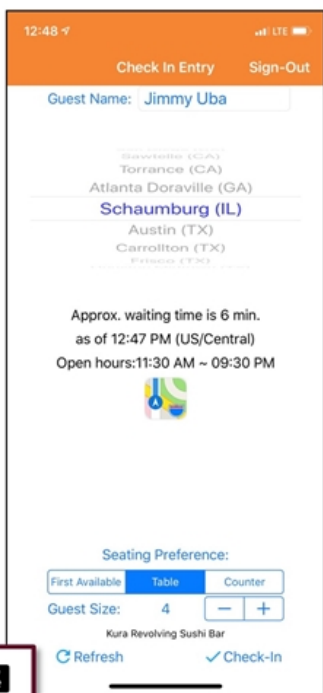 12:48 LTE
Check In Entry Sign-Out
Guest Name: Jimmy Uba
Sawtelle (CA)
Torrance (CA)
Atlanta Doraville (GA)
Schaumburg (IL)
Austin (TX)
Carrollton (TX)
Frisco (TX)
Approx. waiting time is 6 min.
as of 12:47 PM (US/Central)
Open hours:11:30 AM ~ 09:30 PM
Seating Preference:
First Available Table Counter
Guest Size: 4 − +
Kura Revolving Sushi Bar
Refresh Check-In